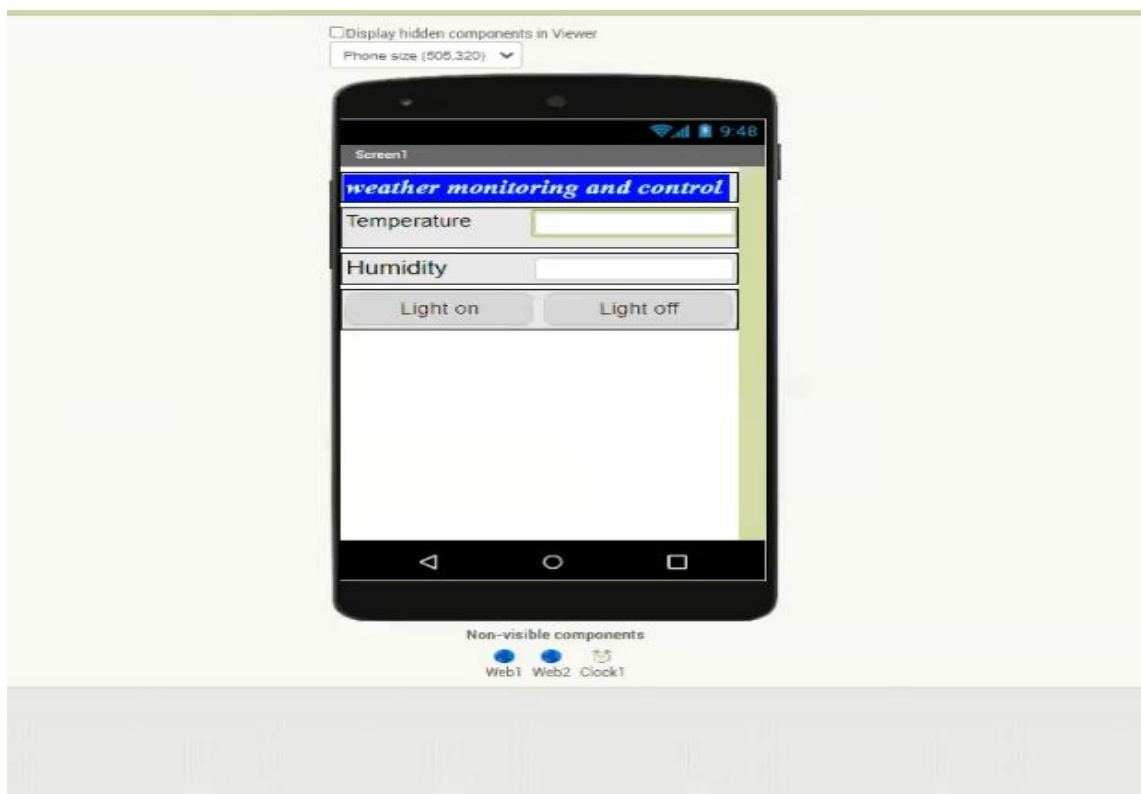 Display hidden components in Viewer
Phone size (505,320)
9:48
Screen1
weather monitoring and control
Temperature
Humidity
Light on Light off
Non-visible components
Web1 Web2 Clock1